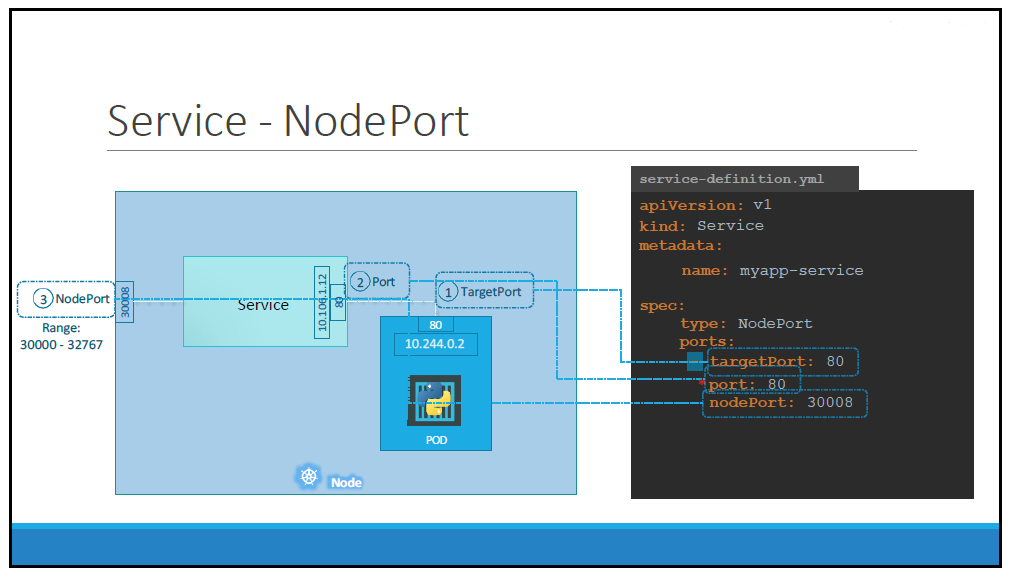 Service - NodePort
service-definition.yml
apiVersion: v1
kind: Service
metadata:
name: myapp-service
spec:
type: NodePort
ports:
targetPort: 80
port: 80
nodePort: 30008
3 NodePort
Range:
30000 - 32767
30008
Service
10.106.1.12
80
2 Port
1 TargetPort
80
10.244.0.2
POD
Node